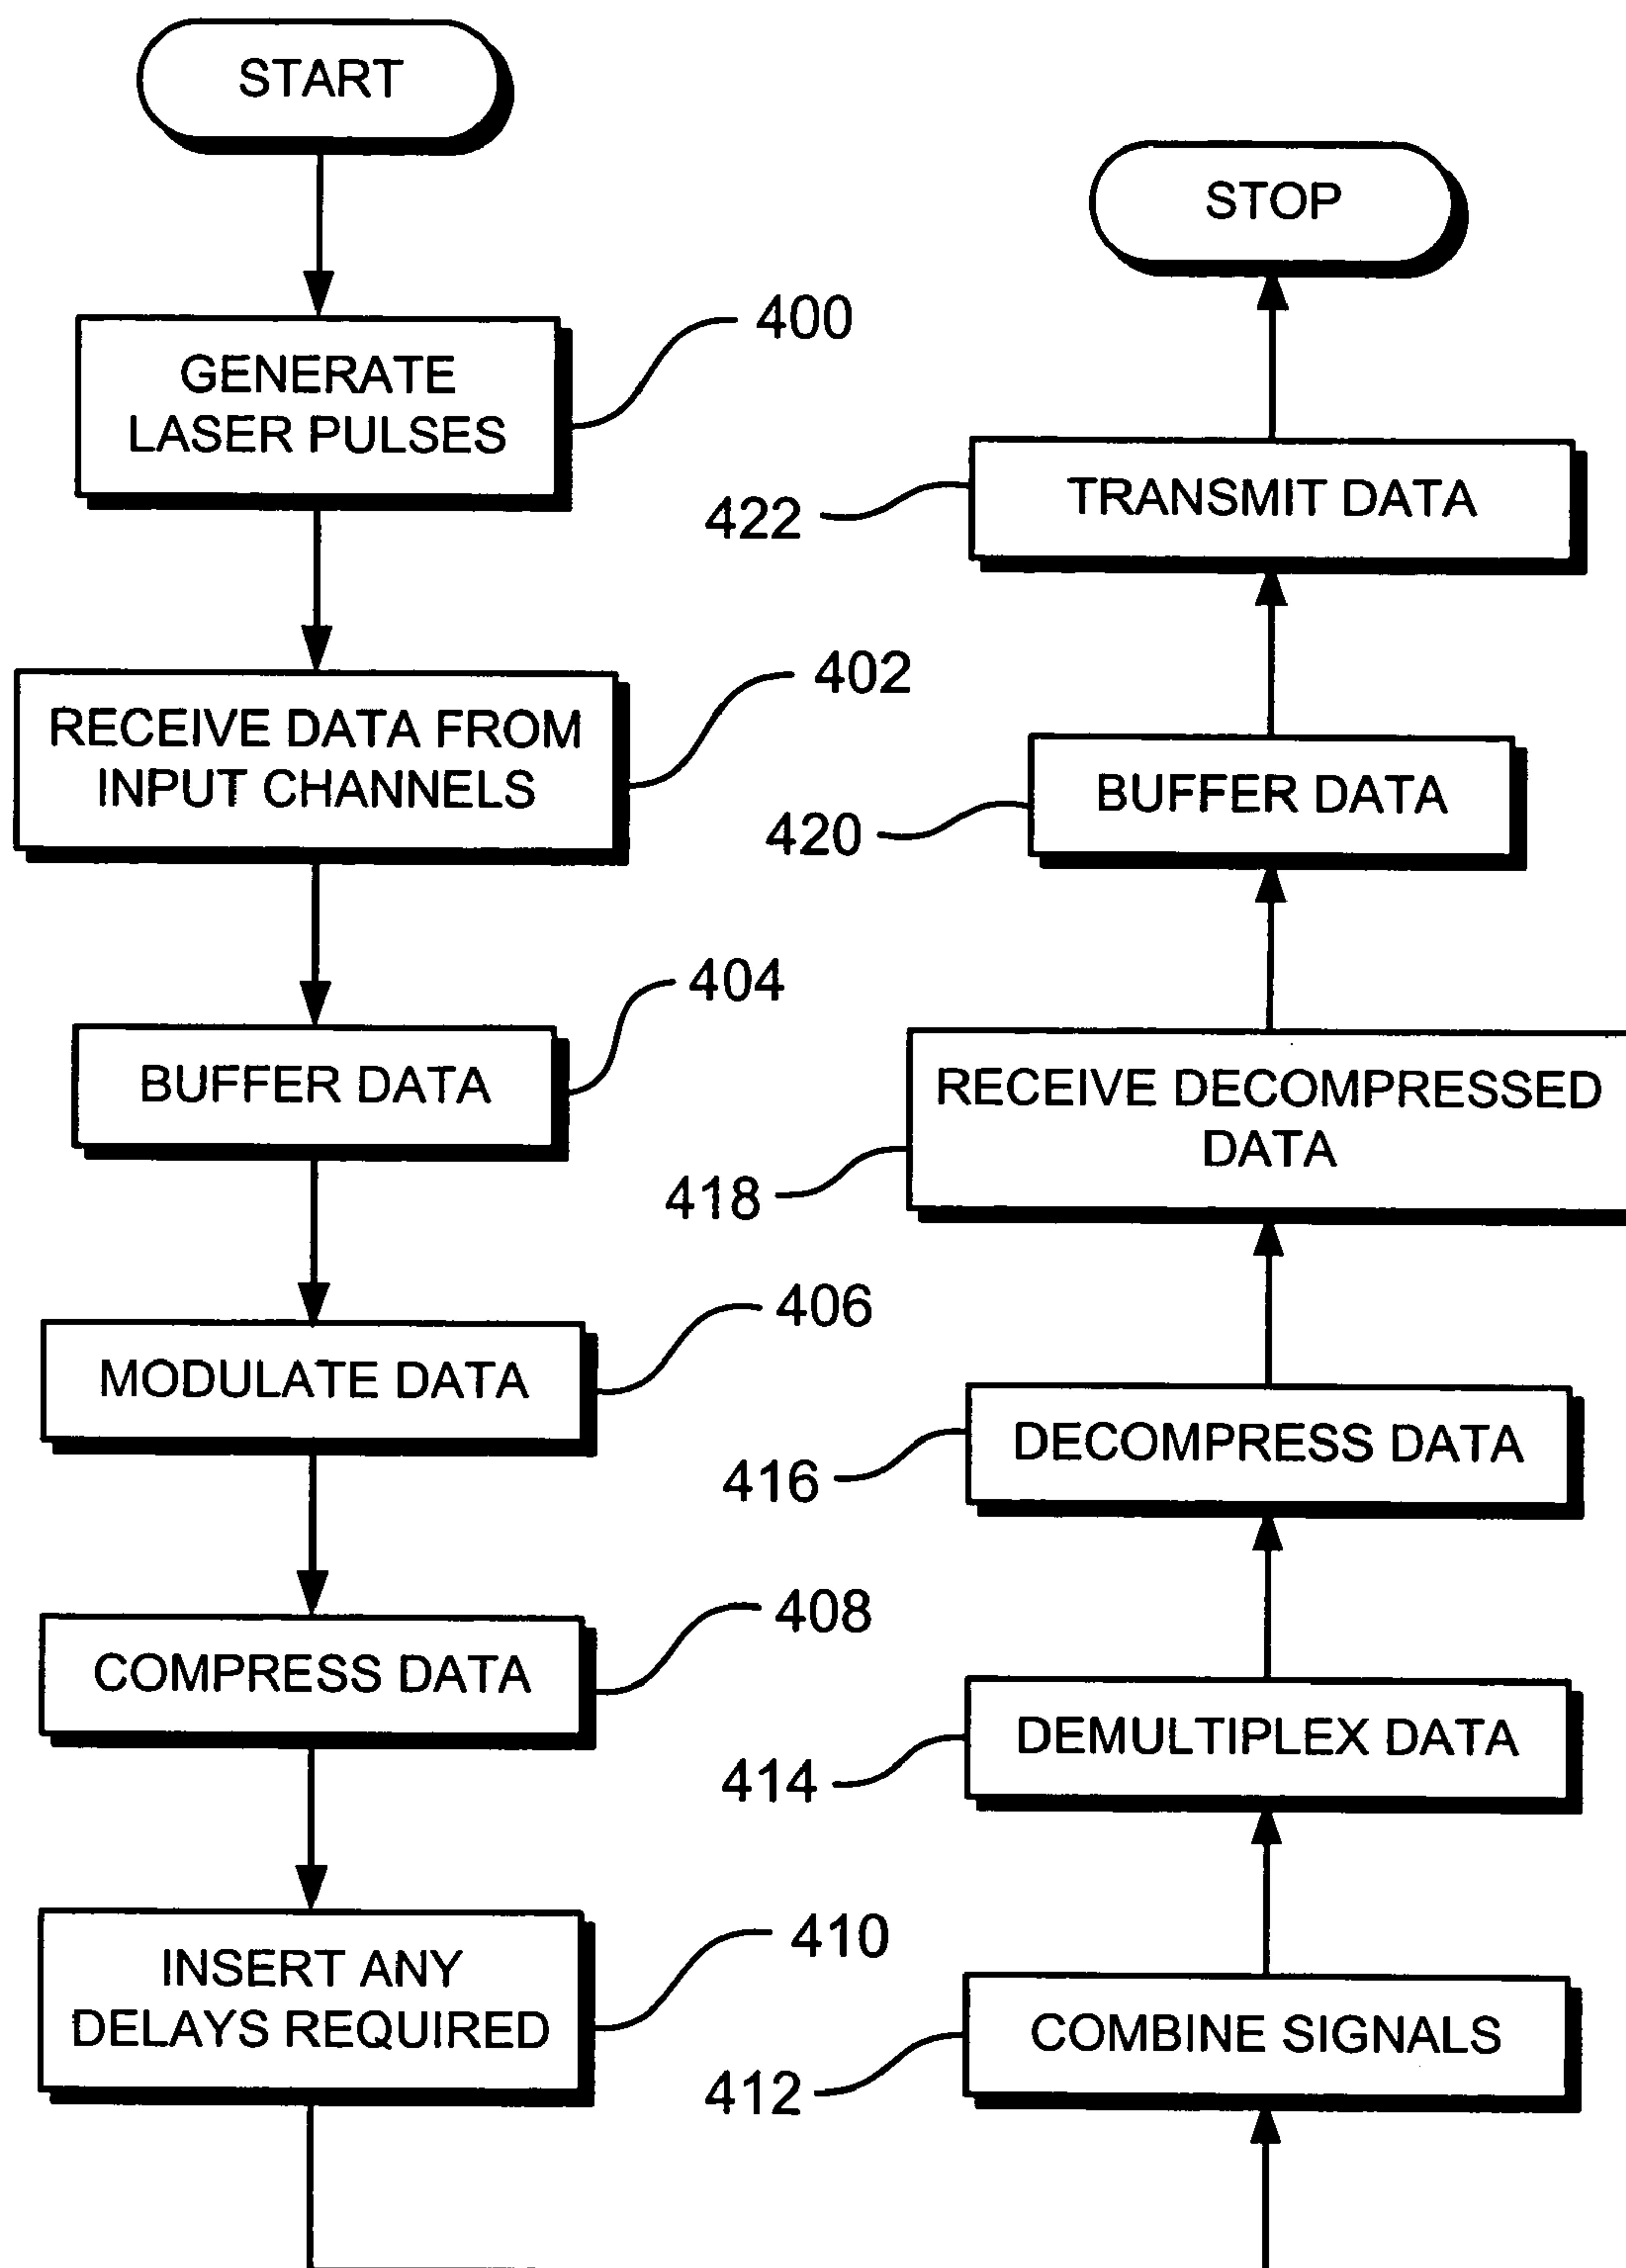 START
GENERATE
LASER PULSES
400
RECEIVE DATA FROM
INPUT CHANNELS
402
BUFFER DATA
404
MODULATE DATA
406
COMPRESS DATA
408
INSERT ANY
DELAYS REQUIRED
410
COMBINE SIGNALS
412
DEMULTIPLEX DATA
414
DECOMPRESS DATA
416
RECEIVE DECOMPRESSED
DATA
418
BUFFER DATA
420
TRANSMIT DATA
422
STOP